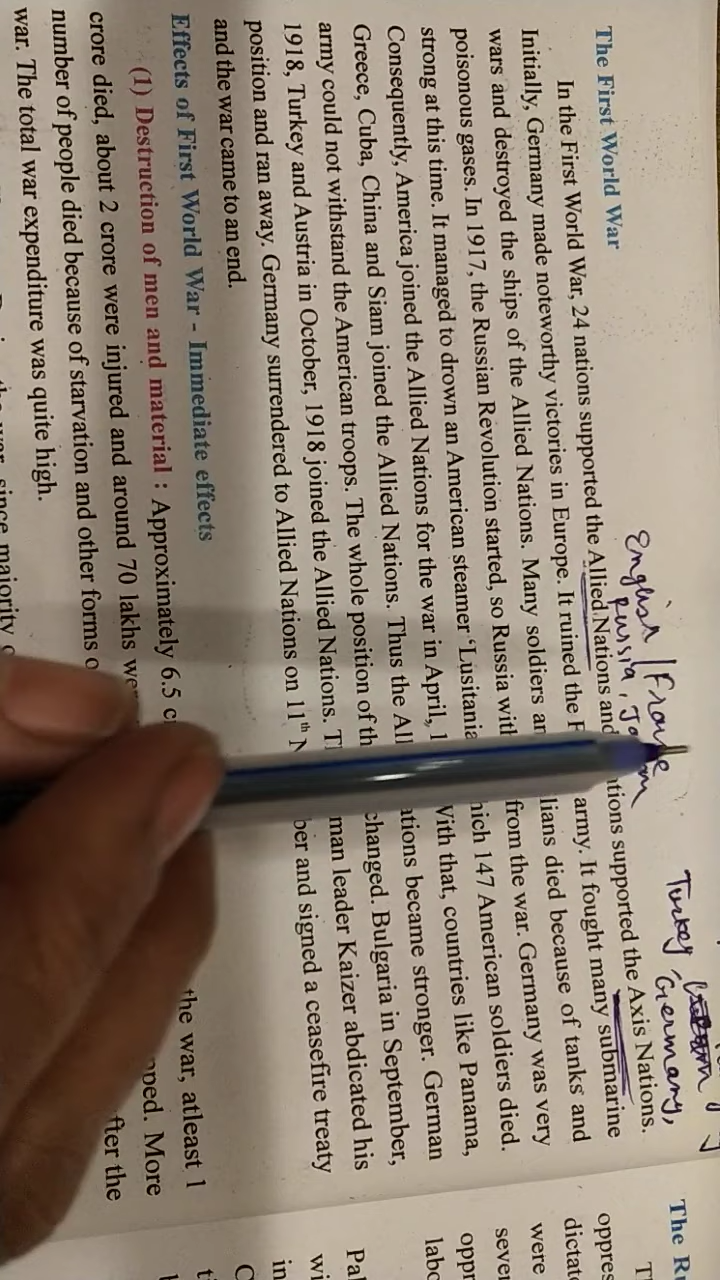 English / France
Russia,
Turkey
Germany,
The First World War
In the First World War, 24 nations supported the Allied Nations and ntions supported the Axis Nations.
Initially, Germany made noteworthy victories in Europe. It ruined the F army. It fought many submarine
wars and destroyed the ships of the Allied Nations. Many soldiers an lians died because of tanks and
poisonous gases. In 1917, the Russian Revolution started, so Russia with from the war. Germany was very
strong at this time. It managed to drown an American steamer ‘Lusitania hich 147 American soldiers died.
Consequently, America joined the Allied Nations for the war in April, 1 With that, countries like Panama,
Greece, Cuba, China and Siam joined the Allied Nations. Thus the All ations became stronger. German
army could not withstand the American troops. The whole position of th changed. Bulgaria in September,
1918, Turkey and Austria in October, 1918 joined the Allied Nations. T man leader Kaizer abdicated his
position and ran away. Germany surrendered to Allied Nations on 11th N ber and signed a ceasefire treaty
and the war came to an end.
Effects of First World War - Immediate effects
(1) Destruction of men and material : Approximately 6.5 c the war, atleast 1
crore died, about 2 crore were injured and around 70 lakhs we pped. More
number of people died because of starvation and other forms o fter the
war. The total war expenditure was quite high.
since majority
The R
T
oppres
dictat
were
sever
oppr
labo
Pal
wi
in
C